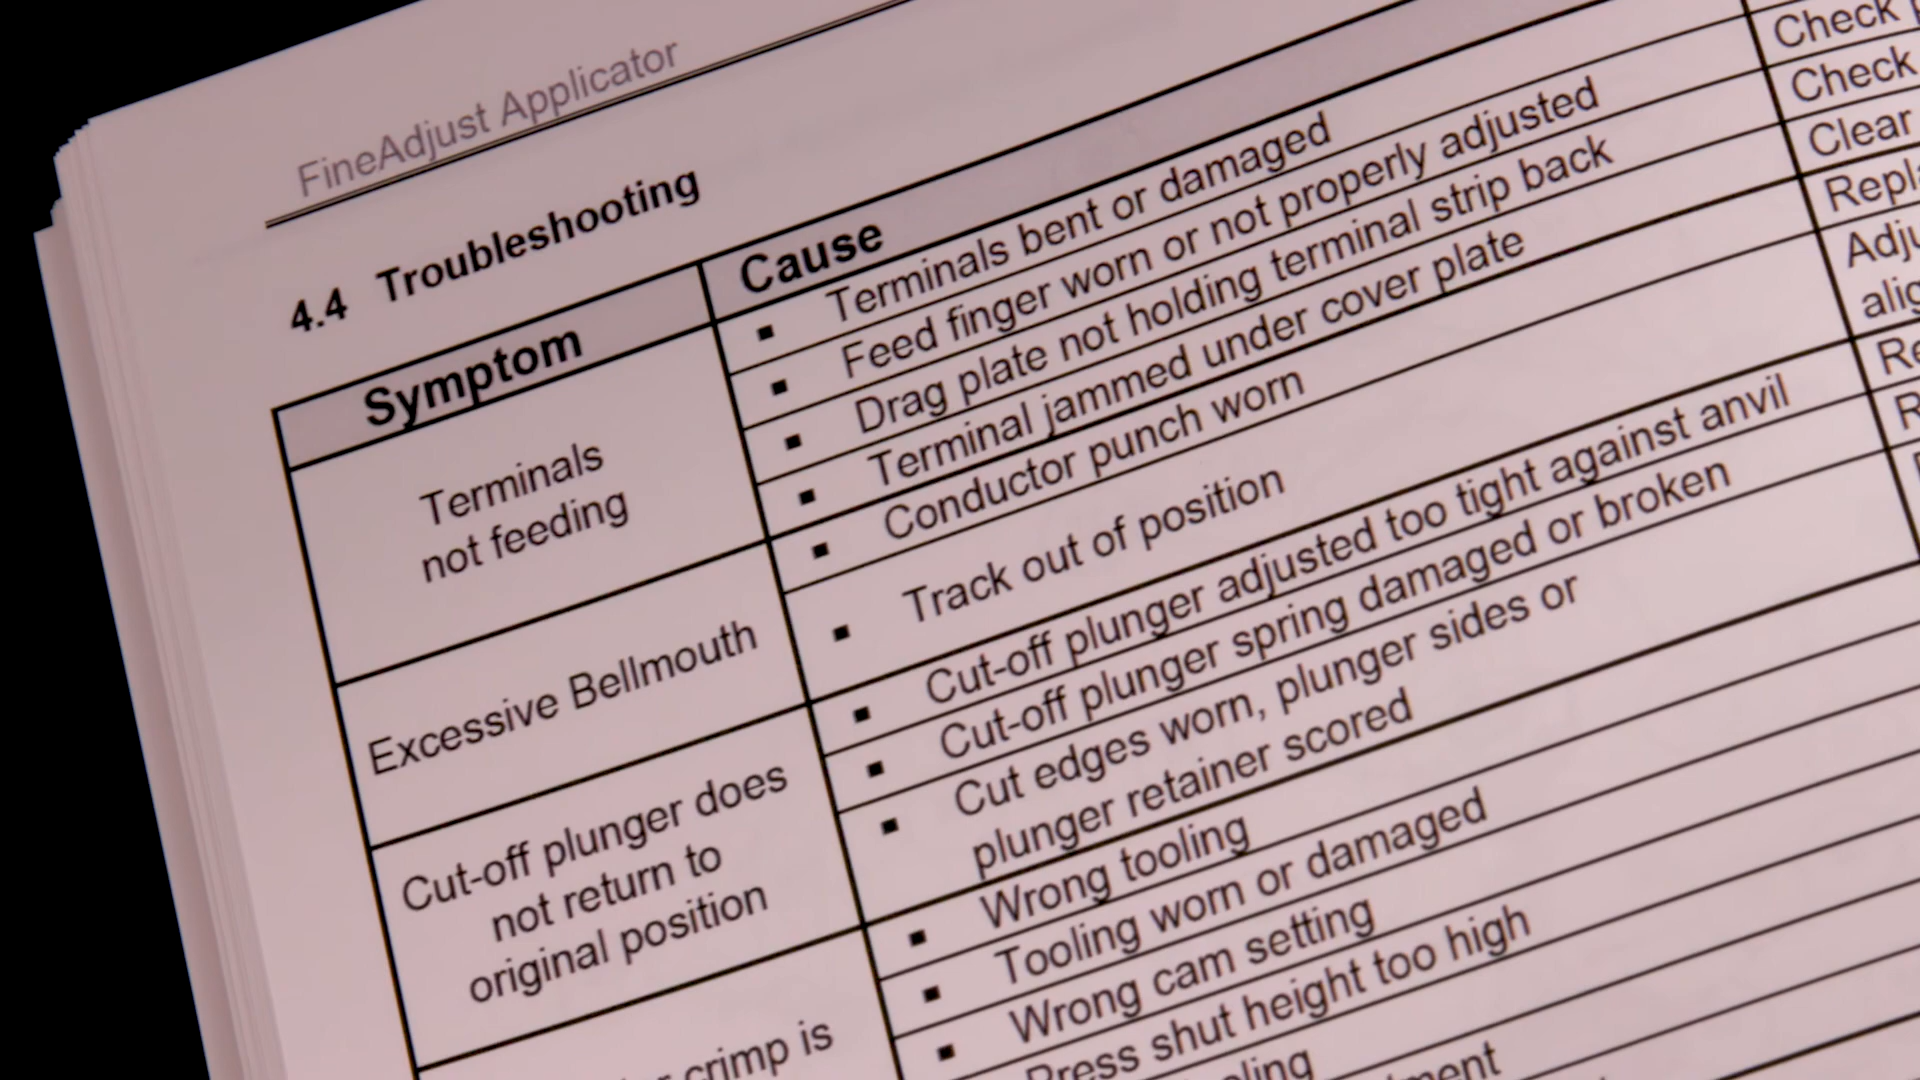 FineAdjust Applicator
4.4 Troubleshooting
Symptom
Cause
Terminals
not feeding
▪ Terminals bent or damaged
▪ Feed finger worn or not properly adjusted
▪ Drag plate not holding terminal strip back
▪ Terminal jammed under cover plate
Check
Check
Clear
Excessive Bellmouth
▪ Conductor punch worn
▪ Track out of position
Cut-off plunger does
not return to
original position
▪ Cut-off plunger adjusted too tight against anvil
▪ Cut-off plunger spring damaged or broken
▪ Cut edges worn, plunger sides or
plunger retainer scored
crimp is
▪ Wrong tooling
▪ Tooling worn or damaged
▪ Wrong cam setting
Press shut height too high